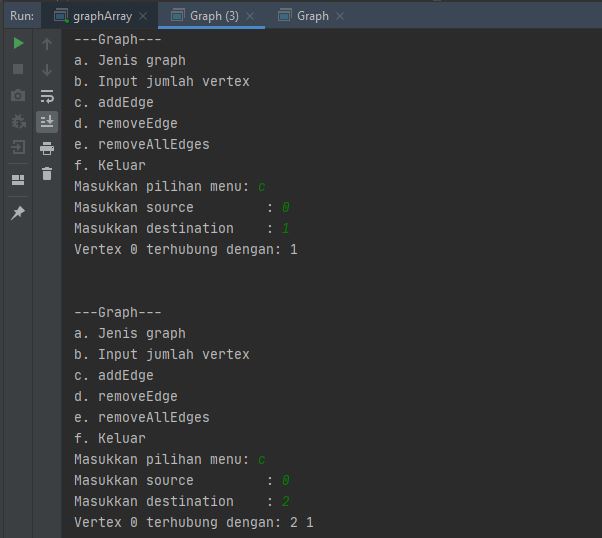 Run: graphArray Graph (3) Graph
---Graph---
a. Jenis graph
b. Input jumlah vertex
c. addEdge
d. removeEdge
e. removeAllEdges
f. Keluar
Masukkan pilihan menu: c
Masukkan source : 0
Masukkan destination : 1
Vertex 0 terhubung dengan: 1
---Graph---
a. Jenis graph
b. Input jumlah vertex
c. addEdge
d. removeEdge
e. removeAllEdges
f. Keluar
Masukkan pilihan menu: c
Masukkan source : 0
Masukkan destination : 2
Vertex 0 terhubung dengan: 2 1